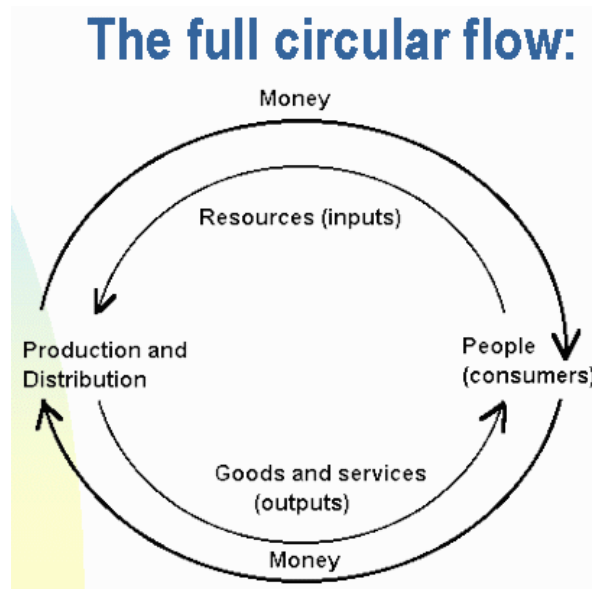 The full circular flow:
Money
Resources (inputs)
Production and
Distribution
People
(consumers)
Goods and services
(outputs)
Money